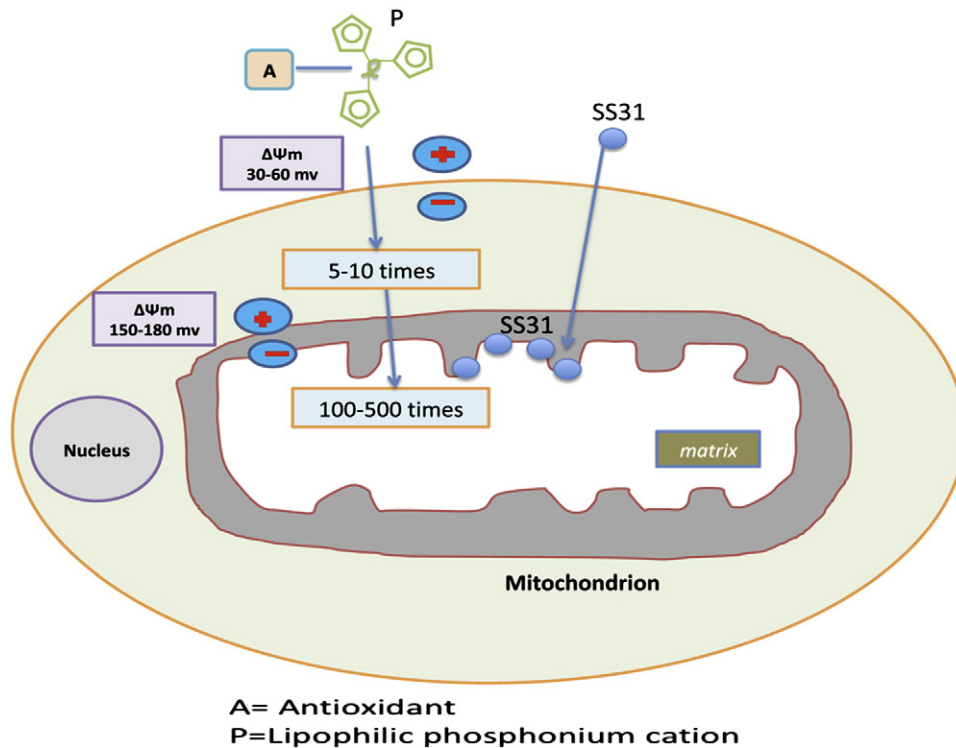 P
A
SS31
ΔΨm
30-60 mv
5-10 times
ΔΨm
150-180 mv
SS31
100-500 times
Nucleus
matrix
Mitochondrion
A= Antioxidant
P=Lipophilic phosphonium cation